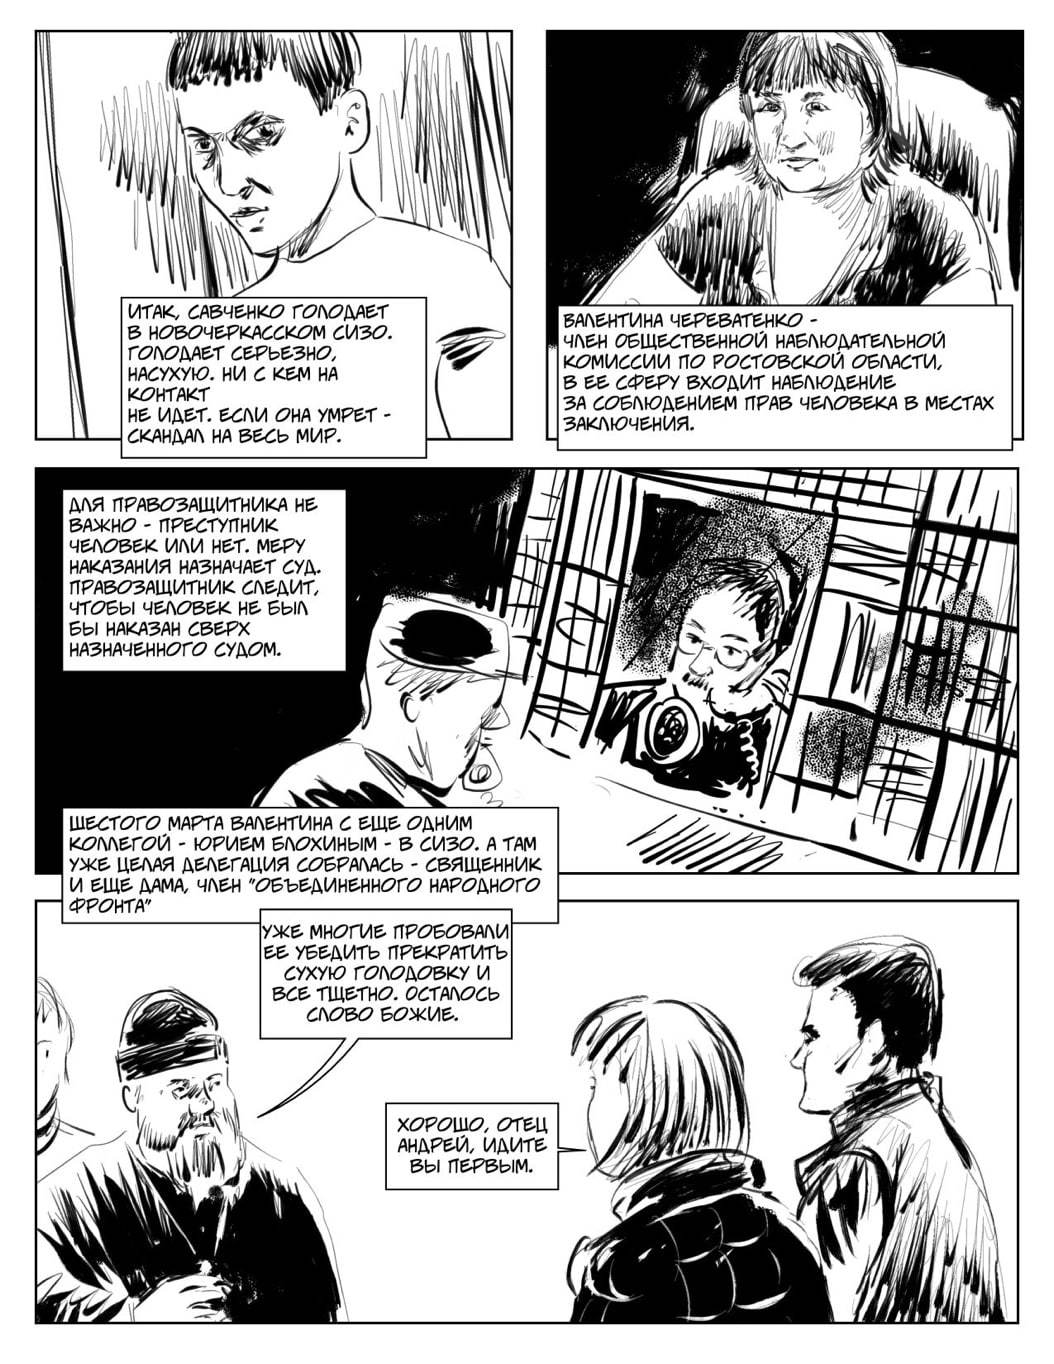 ИТАК, САВЧЕНКО ГОЛОДАЕТ
В НОВОЧЕРКАССКОМ СИЗО.
ГОЛОДАЕТ СЕРЬЕЗНО,
НАСУХУЮ. НИ С КЕМ НА
КОНТАКТ
НЕ ИДЕТ. ЕСЛИ ОНА УМРЕТ -
СКАНДАЛ НА ВЕСЬ МИР.
ВАЛЕНТИНА ЧЕРЕВАТЕНКО -
ЧЛЕН ОБЩЕСТВЕННОЙ НАБЛЮДАТЕЛЬНОЙ
КОМИССИИ ПО РОСТОВСКОЙ ОБЛАСТИ,
В ЕЕ СФЕРУ ВХОДИТ НАБЛЮДЕНИЕ
ЗА СОБЛЮДЕНИЕМ ПРАВ ЧЕЛОВЕКА В МЕСТАХ
ЗАКЛЮЧЕНИЯ.
ДЛЯ ПРАВОЗАЩИТНИКА НЕ
ВАЖНО - ПРЕСТУПНИК
ЧЕЛОВЕК ИЛИ НЕТ. МЕРУ
НАКАЗАНИЯ НАЗНАЧАЕТ СУД.
ПРАВОЗАЩИТНИК СЛЕДИТ,
ЧТОБЫ ЧЕЛОВЕК НЕ БЫЛ
БЫ НАКАЗАН СВЕРХ
НАЗНАЧЕННОГО СУДОМ.
ШЕСТОГО МАРТА ВАЛЕНТИНА С ЕЩЕ ОДНИМ
КОЛЛЕГОЙ - ЮРИЕМ БЛОХИНЫМ - В СИЗО. А ТАМ
УЖЕ ЦЕЛАЯ ДЕЛЕГАЦИЯ СОБРАЛАСЬ - СВЯЩЕННИК
И ЕЩЕ ДАМА, ЧЛЕН "ОБЪЕДИНЕННОГО НАРОДНОГО
ФРОНТА"
УЖЕ МНОГИЕ ПРОБОВАЛИ
ЕЕ УБЕДИТЬ ПРЕКРАТИТЬ
СУХУЮ ГОЛОДОВКУ И
ВСЕ ТЩЕТНО. ОСТАЛОСЬ
СЛОВО БОЖИЕ.
ХОРОШО, ОТЕЦ
АНДРЕЙ, ИДИТЕ
ВЫ ПЕРВЫМ.